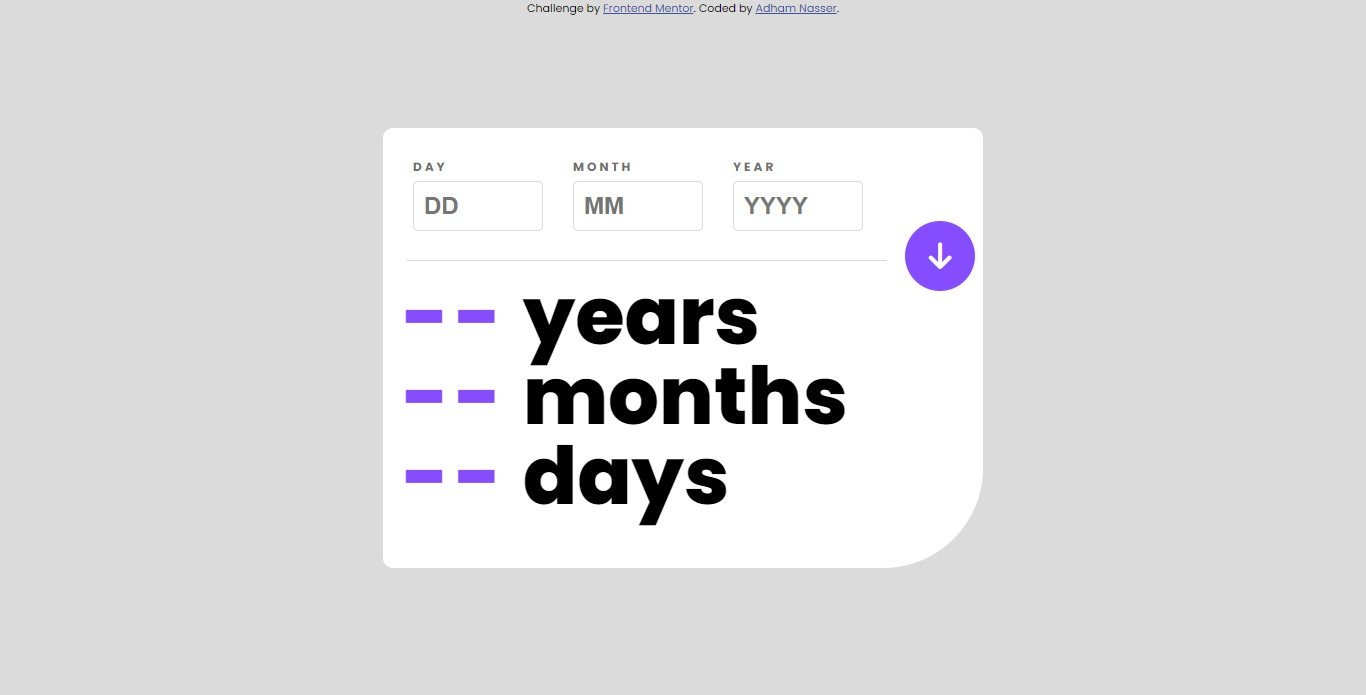 Challenge by Frontend Mentor. Coded by Adham Nasser.
DAY MONTH YEAR
DD MM YYYY
-- years
-- months
-- days